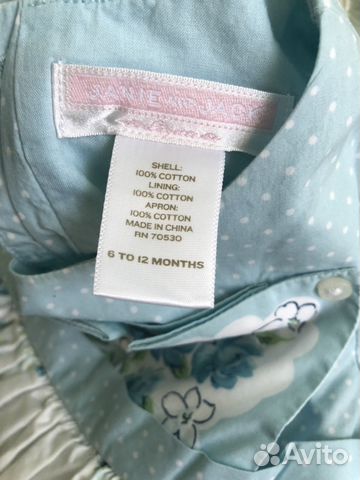 JANIE AND JACK
SHELL:
100% COTTON
LINING:
100% COTTON
APRON:
100% COTTON
MADE IN CHINA
RN 70530
6 TO 12 MONTHS
Avito